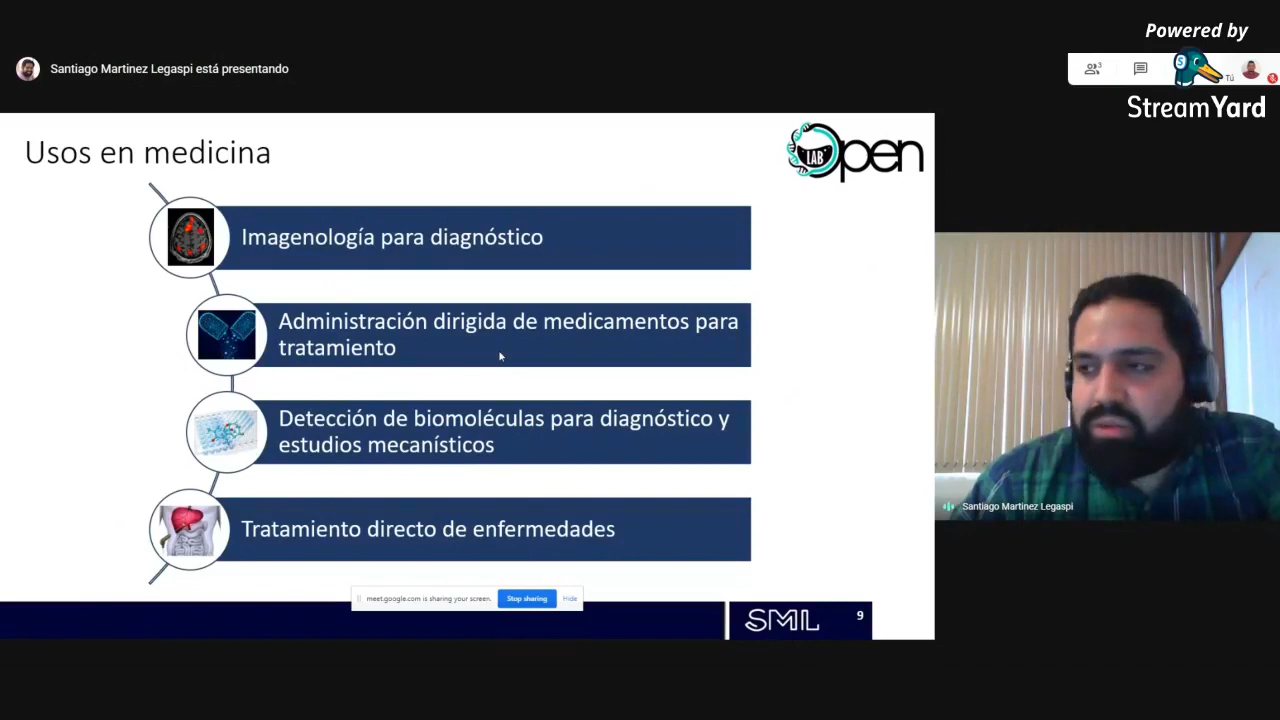 Powered by
StreamYard
Santiago Martinez Legaspi está presentando
3
Tú
Usos en medicina
LAB
Open
Imagenología para diagnóstico
Administración dirigida de medicamentos para
tratamiento
Detección de biomoléculas para diagnóstico y
estudios mecanísticos
Tratamiento directo de enfermedades
Santiago Martinez Legaspi
meet.google.com is sharing your screen.
Stop sharing
Hide
SML
9